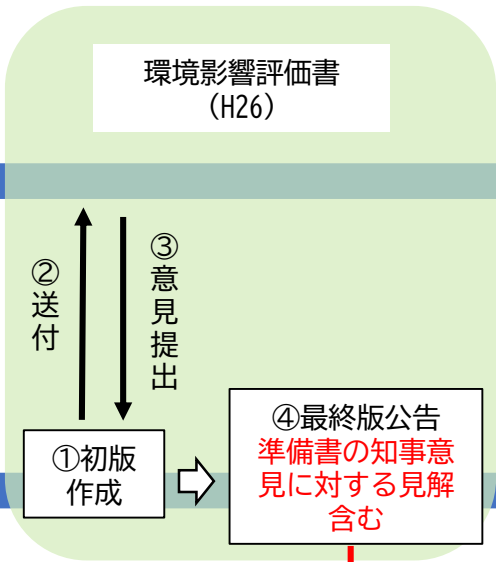 環境影響評価書
(H26)
②送付
③意見提出
①初版
作成
④最終版公告
準備書の知事意
見に対する見解
含む